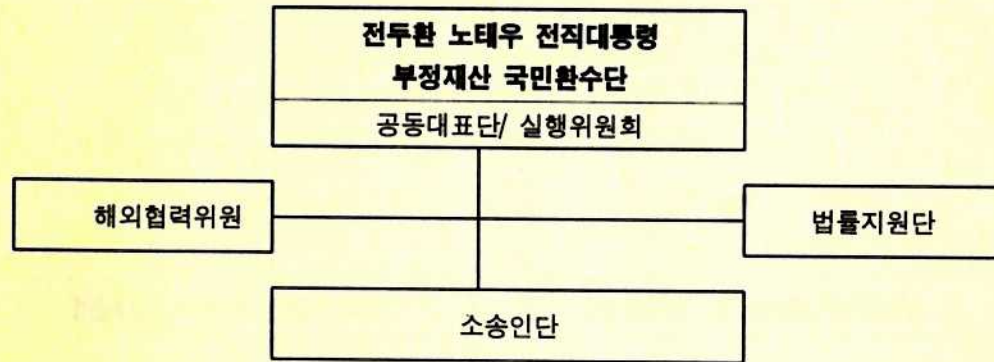 전두환 노태우 전직대통령
부정재산 국민환수단
공동대표단/ 실행위원회
해외협력위원
법률지원단
소송인단